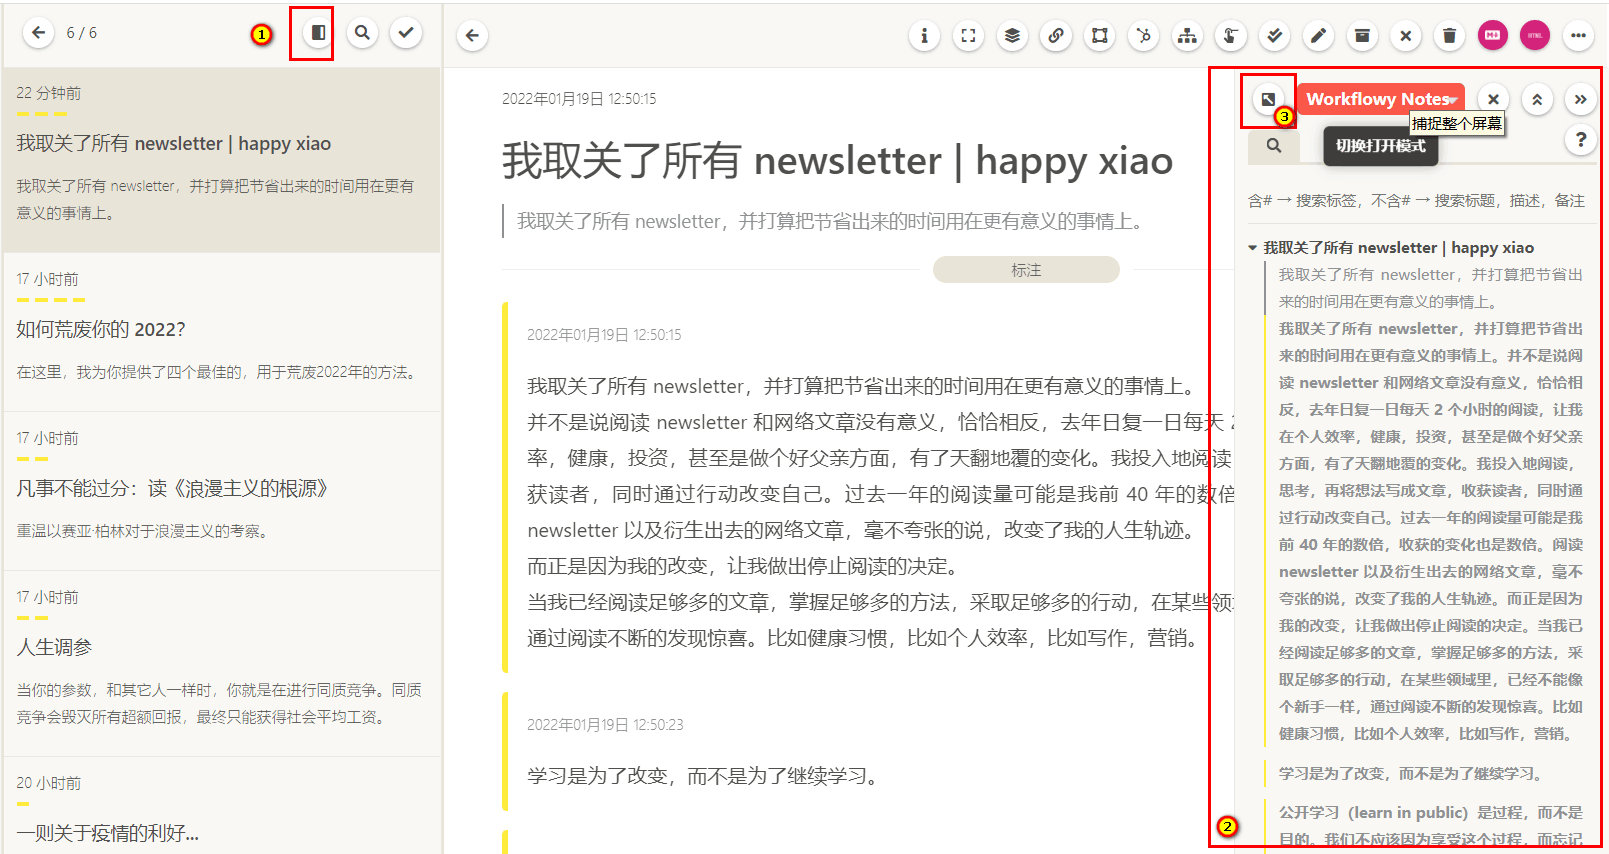 6 / 6
1
22 分钟前
我取关了所有 newsletter | happy xiao
我取关了所有 newsletter，并打算把节省出来的时间用在更有
意义的事情上。
17 小时前
如何荒废你的 2022？
在这里，我为你提供了四个最佳的，用于荒废2022年的方法。
17 小时前
凡事不能过分：读《浪漫主义的根源》
重温以赛亚·柏林对于浪漫主义的考察。
17 小时前
人生调参
当你的参数，和其它人一样时，你就是在进行同质竞争。同质
竞争会毁灭所有超额回报，最终只能获得社会平均工资。
20 小时前
一则关于疫情的利好...
HTML
2022年01月19日 12:50:15
我取关了所有 newsletter | happy xiao
我取关了所有 newsletter，并打算把节省出来的时间用在更有意义的事情上。
标注
2022年01月19日 12:50:15
我取关了所有 newsletter，并打算把节省出来的时间用在更有意义的事情上。
并不是说阅读 newsletter 和网络文章没有意义，恰恰相反，去年日复一日每天 2
率，健康，投资，甚至是做个好父亲方面，有了天翻地覆的变化。我投入地阅读
获读者，同时通过行动改变自己。过去一年的阅读量可能是我前 40 年的数倍
newsletter 以及衍生出去的网络文章，毫不夸张的说，改变了我的人生轨迹。
而正是因为我的改变，让我做出停止阅读的决定。
当我已经阅读足够多的文章，掌握足够多的方法，采取足够多的行动，在某些领
通过阅读不断的发现惊喜。比如健康习惯，比如个人效率，比如写作，营销。
2022年01月19日 12:50:23
学习是为了改变，而不是为了继续学习。
Workflowy Notes
3
捕捉整个屏幕
切换打开模式
?
含# → 搜索标签，不含# → 搜索标题，描述，备注
我取关了所有 newsletter | happy xiao
我取关了所有 newsletter，并打算把节省出
来的时间用在更有意义的事情上。
我取关了所有 newsletter，并打算把节省出
来的时间用在更有意义的事情上。并不是说阅
读 newsletter 和网络文章没有意义，恰恰相
反，去年日复一日每天 2 个小时的阅读，让我
在个人效率，健康，投资，甚至是做个好父亲
方面，有了天翻地覆的变化。我投入地阅读，
思考，再将想法写成文章，收获读者，同时通
过行动改变自己。过去一年的阅读量可能是我
前 40 年的数倍，收获的变化也是数倍。阅读
newsletter 以及衍生出去的网络文章，毫不
夸张的说，改变了我的人生轨迹。而正是因为
我的改变，让我做出停止阅读的决定。当我已
经阅读足够多的文章，掌握足够多的方法，采
取足够多的行动，在某些领域里，已经不能像
个新手一样，通过阅读不断的发现惊喜。比如
健康习惯，比如个人效率，比如写作，营销。
学习是为了改变，而不是为了继续学习。
公开学习（learn in public）是过程，而不是
目的。我们不应该因为享受这个过程，而忘记
2